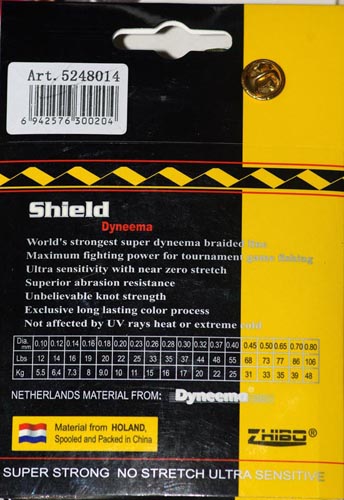 Art. 5248014
6 942576 300204
Shield
Dyneema
World's strongest super dyneema braided line
Maximum fighting power for tournament game fishing
Ultra sensitivity with near zero stretch
Superior abrasion resistance
Unbelievable knot strength
Exclusive long lasting color process
Not affected by UV rays heat or extreme cold
Dia. mm 0.10 0.12 0.14 0.16 0.18 0.20 0.22 0.25 0.28 0.30 0.32 0.37 0.40 0.45 0.50 0.65 0.70 0.80
Lbs 12 14 16 19 20 22 25 33 35 37 44 48 55 68 73 77 86 106
Kg 5.5 6.4 7.3 8 9.0 10 11 15 16 17 20 22 25 31 33 35 39 48
NETHERLANDS MATERIAL FROM: Dyneema®
Material from HOLAND,
Spooled and Packed in China
ZHIBO®
SUPER STRONG NO STRETCH ULTRA SENSITIVE